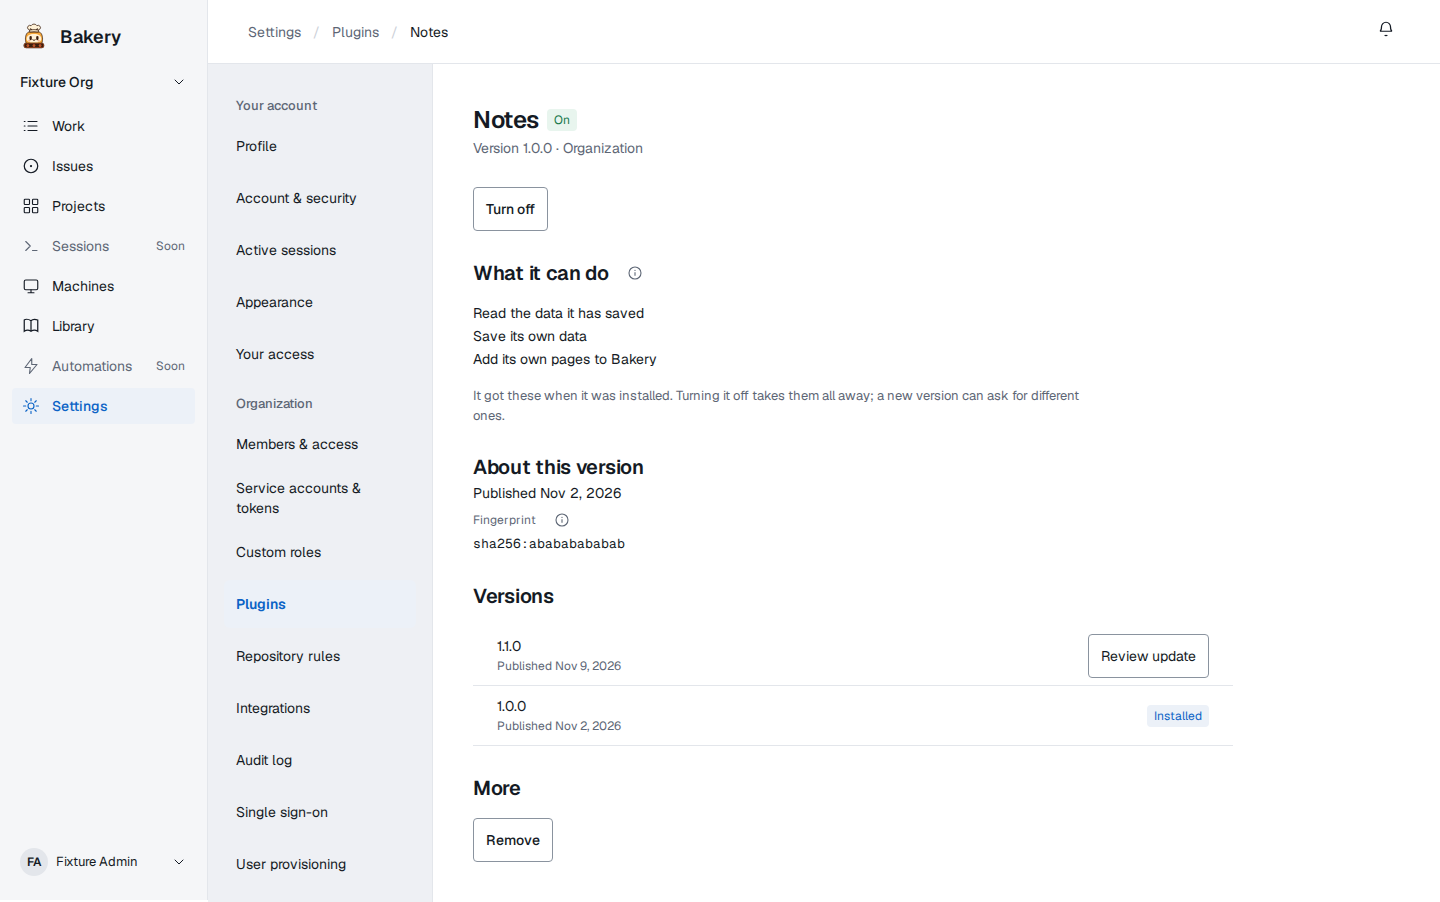 Bakery
Fixture Org
Work
Issues
Projects
Sessions Soon
Machines
Library
Automations Soon
Settings
FA Fixture Admin
Settings / Plugins / Notes
Your account
Profile
Account & security
Active sessions
Appearance
Your access
Organization
Members & access
Service accounts &
tokens
Custom roles
Plugins
Repository rules
Integrations
Audit log
Single sign-on
User provisioning
Notes On
Version 1.0.0 · Organization
Turn off
What it can do
Read the data it has saved
Save its own data
Add its own pages to Bakery
It got these when it was installed. Turning it off takes them all away; a new version can ask for different
ones.
About this version
Published Nov 2, 2026
Fingerprint
sha256:abababababab
Versions
1.1.0
Published Nov 9, 2026
Review update
1.0.0
Published Nov 2, 2026
Installed
More
Remove